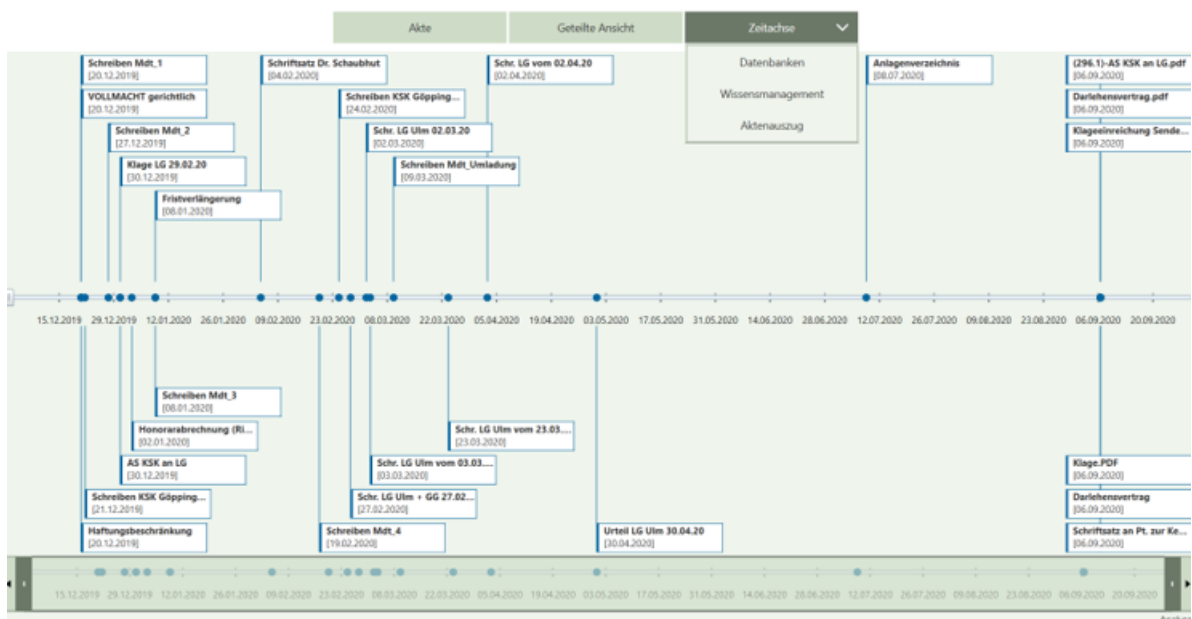 Akte
Geteilte Ansicht
Zeitachse
Datenbanken
Wissensmanagement
Aktenauszug
Schreiben Mdt_1
[20.12.2019]
Schriftsatz Dr. Schaubhut
[04.02.2020]
Schr. LG vom 02.04.20
[02.04.2020]
Anlagenverzeichnis
[08.07.2020]
(296.1)-AS KSK an LG.pdf
[06.09.2020]
VOLLMACHT gerichtlich
[20.12.2019]
Schreiben KSK Göpping...
[24.02.2020]
Darlehensvertrag.pdf
[06.09.2020]
Schreiben Mdt_2
[27.12.2019]
Schr. LG Ulm 02.03.20
[02.03.2020]
Klageeinreichung Sende...
[06.09.2020]
Klage LG 29.02.20
[30.12.2019]
Schreiben Mdt_Umladung
[09.03.2020]
Fristverlängerung
[08.01.2020]
15.12.2019 29.12.2019 12.01.2020 26.01.2020 09.02.2020 23.02.2020 08.03.2020 22.03.2020 05.04.2020 19.04.2020 03.05.2020 17.05.2020 31.05.2020 14.06.2020 28.06.2020 12.07.2020 26.07.2020 09.08.2020 23.08.2020 06.09.2020 20.09.2020
Schreiben Mdt_3
[08.01.2020]
Honorarabrechnung (Ri...
[02.01.2020]
Schr. LG Ulm vom 23.03....
[23.03.2020]
AS KSK an LG
[30.12.2019]
Schr. LG Ulm vom 03.03....
[03.03.2020]
Klage.PDF
[06.09.2020]
Schreiben KSK Göpping...
[21.12.2019]
Schr. LG Ulm + GG 27.02...
[27.02.2020]
Darlehensvertrag
[06.09.2020]
Haftungsbeschränkung
[20.12.2019]
Schreiben Mdt_4
[19.02.2020]
Urteil LG Ulm 30.04.20
[30.04.2020]
Schriftsatz an Pt. zur Ke...
[06.09.2020]
15.12.2019 29.12.2019 12.01.2020 26.01.2020 09.02.2020 23.02.2020 08.03.2020 22.03.2020 05.04.2020 19.04.2020 03.05.2020 17.05.2020 31.05.2020 14.06.2020 28.06.2020 12.07.2020 26.07.2020 09.08.2020 23.08.2020 06.09.2020 20.09.2020